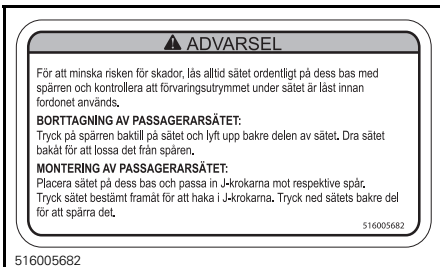 ADVARSEL
För att minska risken för skador, lås alltid sätet ordentligt på dess bas med
spärren och kontrollera att förvaringsutrymmet under sätet är låst innan
fordonet används.
BORTTAGNING AV PASSAGERARSÄTET:
Tryck på spärren baktill på sätet och lyft upp bakre delen av sätet. Dra sätet
bakåt för att lossa det från spåren.
MONTERING AV PASSAGERARSÄTET:
Placera sätet på dess bas och passa in J-krokarna mot respektive spår.
Tryck sätet bestämt framåt för att haka i J-krokarna. Tryck ned sätets bakre del
för att spärra det.
516005682
516005682